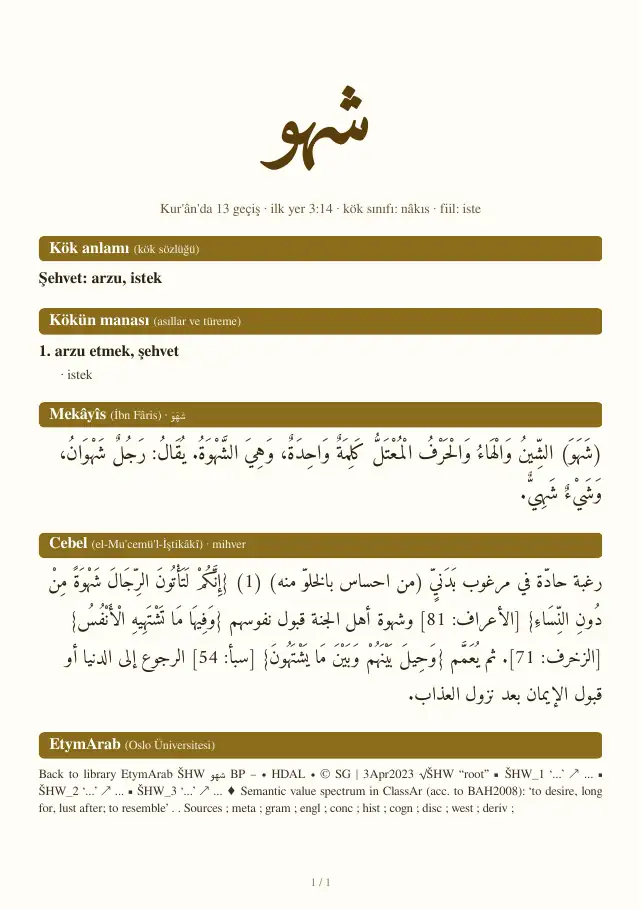 شهو
Kur'ân'da 13 geçiş · ilk yer 3:14 · kök sınıfı: nâkıs · fiil: iste
Kök anlamı (kök sözlüğü)
Şehvet: arzu, istek
Kökün manası (asıllar ve türeme)
1. arzu etmek, şehvet
· istek
Mekâyîs (İbn Fâris) · شَهَوَ
(شَهَوَ) الشِّينُ وَالْهَاءُ وَالْحَرْفُ الْمُعْتَلُّ كَلِمَةٌ وَاحِدَةٌ، وَهِيَ الشَّهْوَةُ. يُقَالُ: رَجُلٌ شَهْوَانُ،
وَشَيْءٌ شَهِيٌّ.
Cebel (el-Mu'cemü'l-İştikâkî) · mihver
رغبة حادّة في مرغوب بَدَنيٍّ (من احساس بالخلوّ منه) (1) {إِنَّكُمْ لَتَأْتُونَ الرِّجَالَ شَهْوَةً مِنْ
دُونِ النِّسَاءِ} [الأعراف: 81] وشهوة أهل الجنة قبول نفوسهم {وَفِيهَا مَا تَشْتَهِيهِ الْأَنْفُسُ}
[الزخرف: 71]. ثم يُعَمَّم {وَحِيلَ بَيْنَهُمْ وَبَيْنَ مَا يَشْتَهُونَ} [سبأ: 54] الرجوع إلى الدنيا أو
قبول الإيمان بعد نزول العذاب.
EtymArab (Oslo Üniversitesi)
Back to library EtymArab ŠHW شهو BP – • HDAL • © SG | 3Apr2023 √ŠHW “root” ▪ ŠHW_1 ‘...’ ↗ ... ▪
ŠHW_2 ‘...’ ↗ ... ▪ ŠHW_3 ‘...’ ↗ ... ♦ Semantic value spectrum in ClassAr (acc. to BAH2008): ‘to desire, long
for, lust after; to resemble’ . . Sources ; meta ; gram ; engl ; conc ; hist ; cogn ; disc ; west ; deriv ;
1 / 1